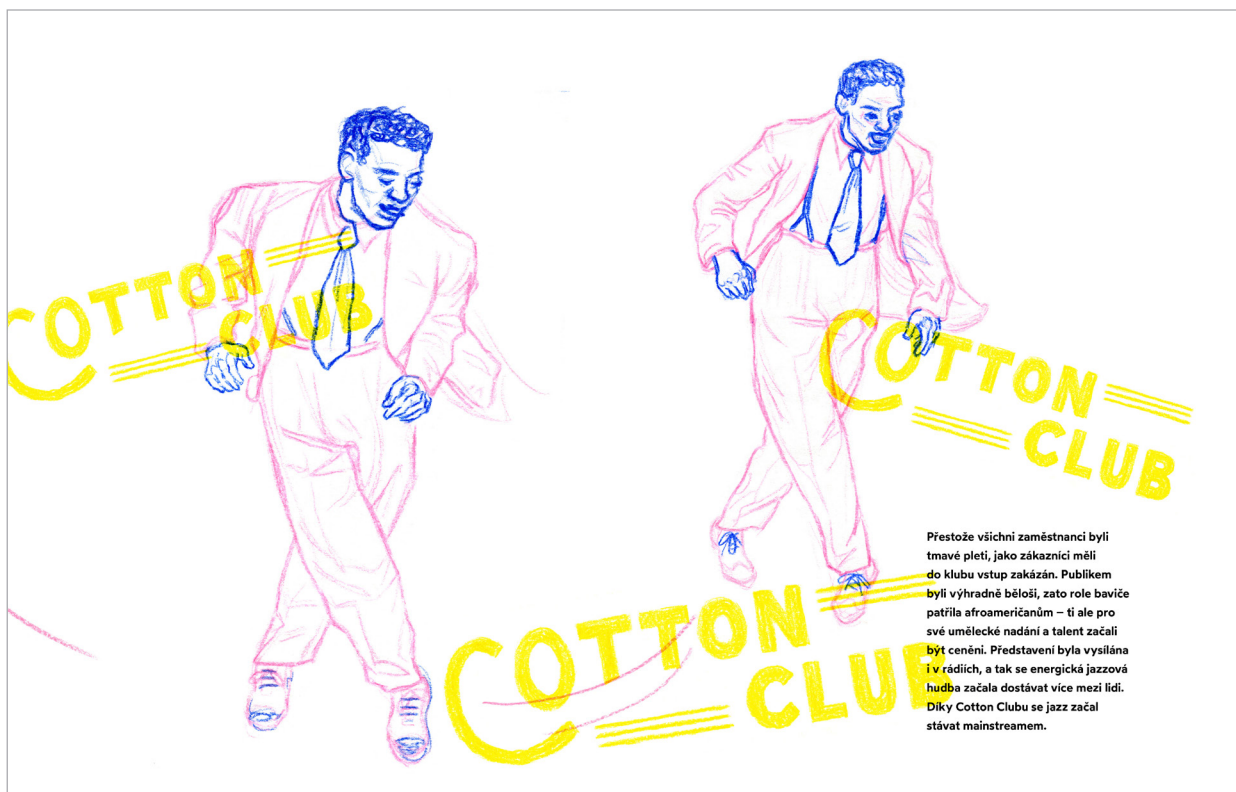 COTTON
CLUB
COTTON
CLUB
COTTON
CLUB
Přestože všichni zaměstnanci byli
tmavé pleti, jako zákazníci měli
do klubu vstup zakázán. Publikem
byli výhradně běloši, zato role baviče
patřila afroameričanům – ti ale pro
své umělecké nadání a talent začali
být ceněni. Představení byla vysílána
i v rádiích, a tak se energická jazzová
hudba začala dostávat více mezi lidi.
Díky Cotton Clubu se jazz začal
stávat mainstreamem.